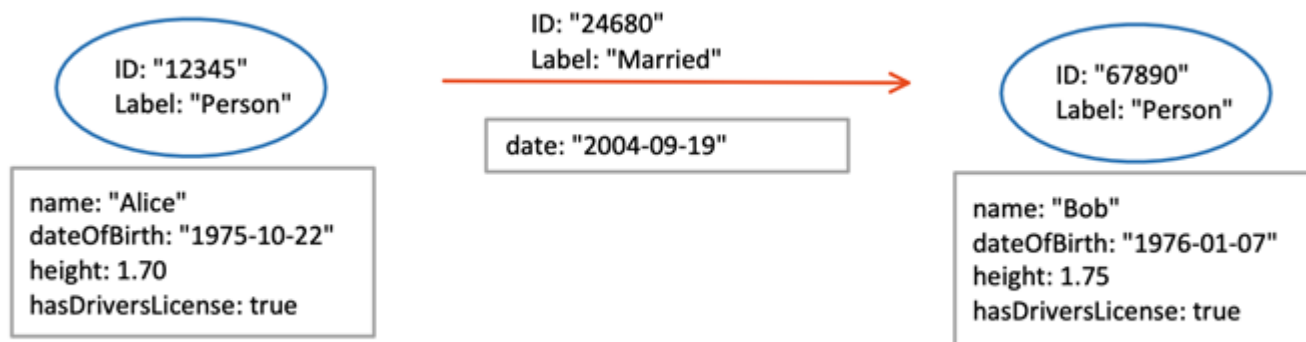 ID: "12345"
Label: "Person"
name: "Alice"
dateOfBirth: "1975-10-22"
height: 1.70
hasDriversLicense: true
ID: "24680"
Label: "Married"
date: "2004-09-19"
ID: "67890"
Label: "Person"
name: "Bob"
dateOfBirth: "1976-01-07"
height: 1.75
hasDriversLicense: true